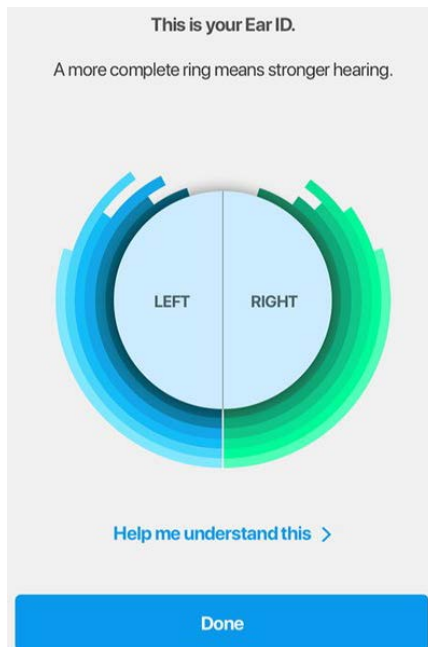 This is your Ear ID.
A more complete ring means stronger hearing.
LEFT
RIGHT
Help me understand this >
Done